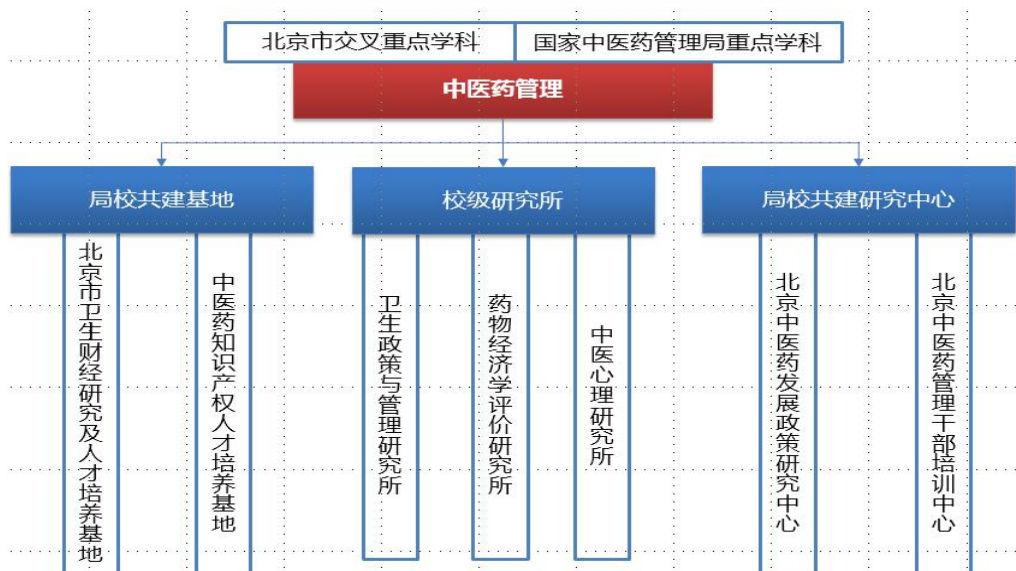 北京市交叉重点学科
国家中医药管理局重点学科
中医药管理
局校共建基地
校级研究所
局校共建研究中心
北京市卫生财经研究及人才培养基地
中医药知识产权人才培养基地
卫生政策与管理研究所
药物经济学评价研究所
中医心理研究所
北京中医药发展政策研究中心
北京中医药管理干部培训中心